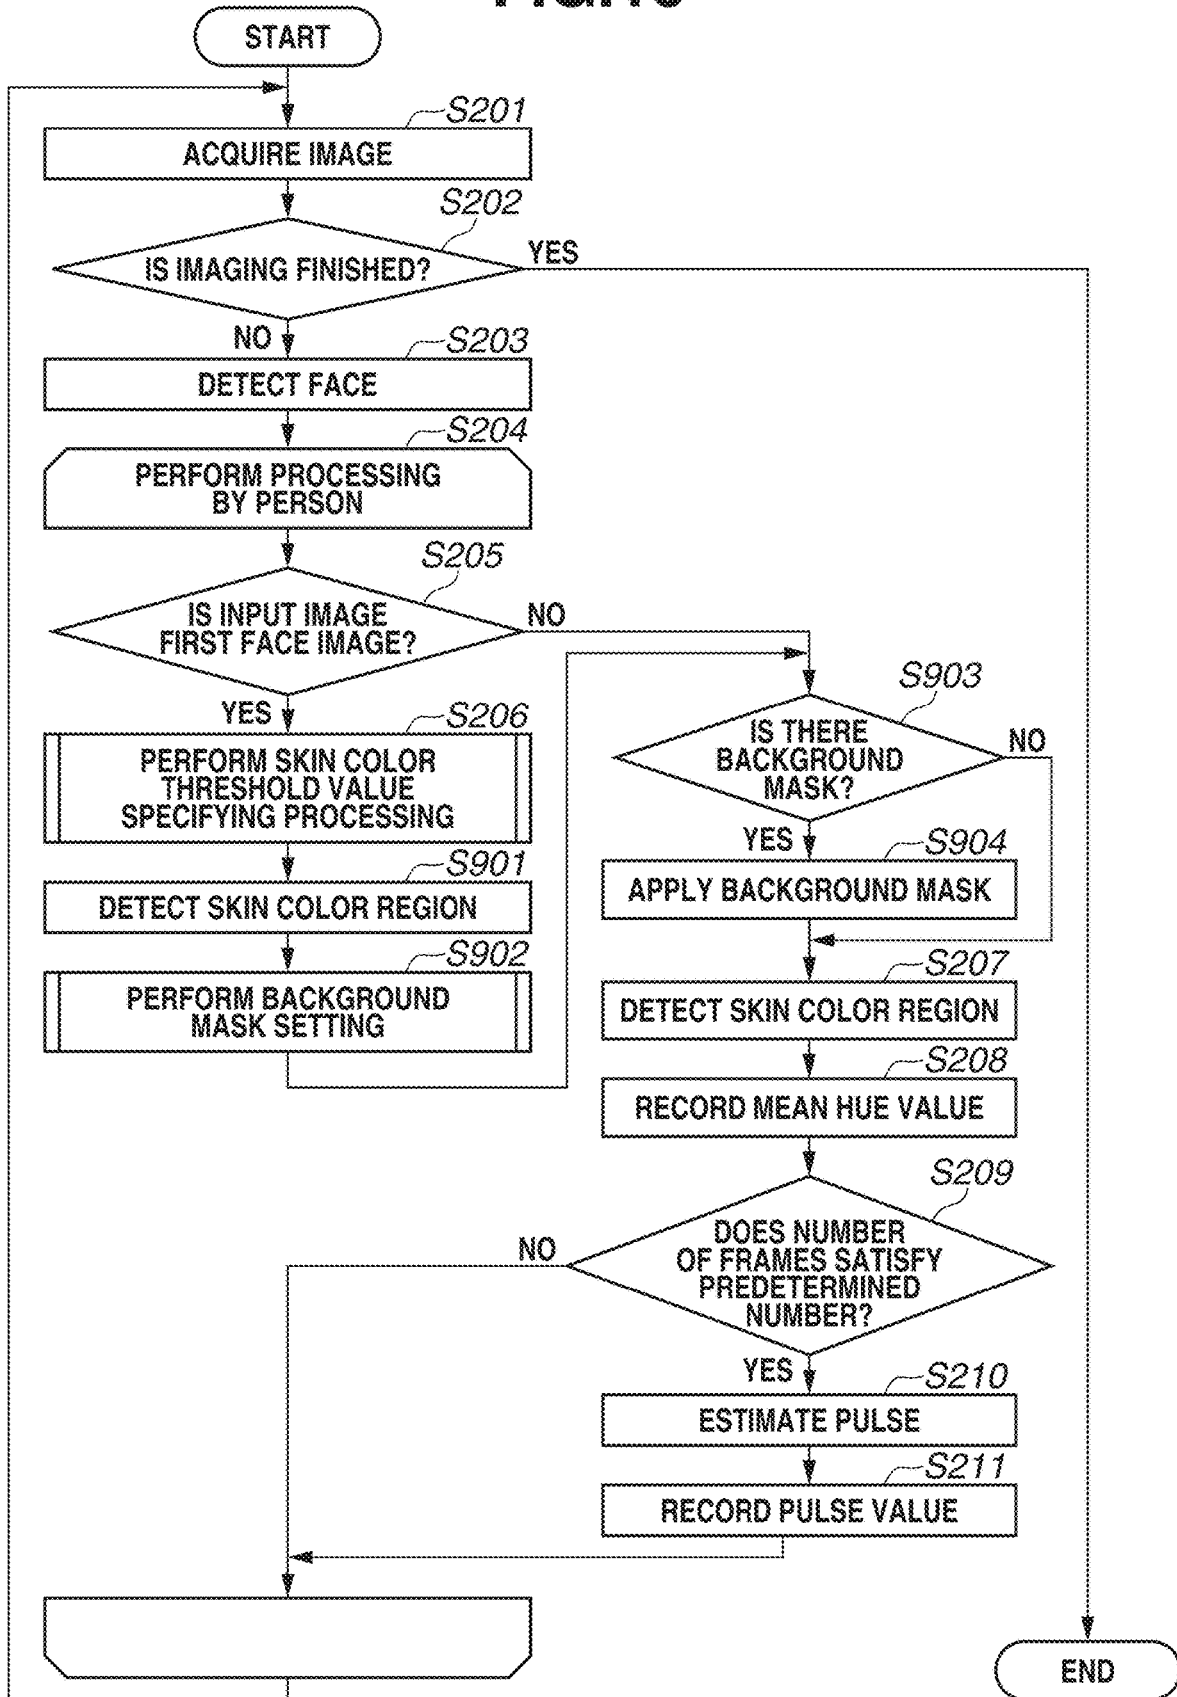 START
S201
ACQUIRE IMAGE
S202
IS IMAGING FINISHED?
YES
NO
S203
DETECT FACE
S204
PERFORM PROCESSING
BY PERSON
S205
IS INPUT IMAGE
FIRST FACE IMAGE?
NO
YES
S206
PERFORM SKIN COLOR
THRESHOLD VALUE
SPECIFYING PROCESSING
S901
DETECT SKIN COLOR REGION
S902
PERFORM BACKGROUND
MASK SETTING
S903
IS THERE
BACKGROUND
MASK?
NO
YES
S904
APPLY BACKGROUND MASK
S207
DETECT SKIN COLOR REGION
S208
RECORD MEAN HUE VALUE
S209
DOES NUMBER
OF FRAMES SATISFY
PREDETERMINED
NUMBER?
NO
YES
S210
ESTIMATE PULSE
S211
RECORD PULSE VALUE
END